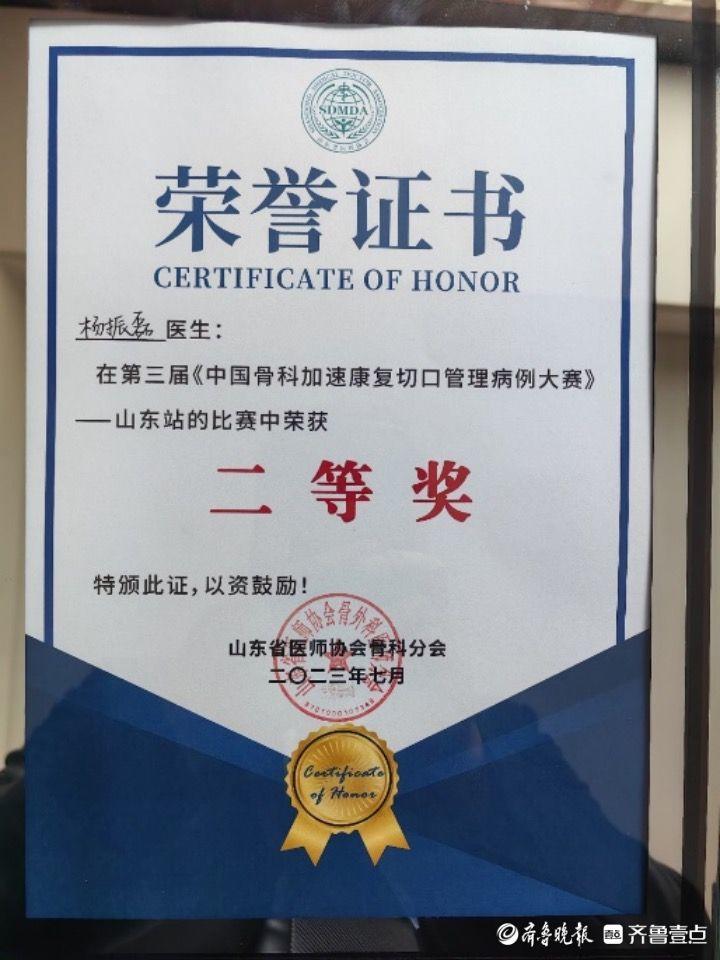 SHANDONG MEDICAL DOCTOR ASSOCIATION
SDMDA
荣誉证书
CERTIFICATE OF HONOR
杨振磊 医生：
在第三届《中国骨科加速康复切口管理病例大赛》
——山东站的比赛中荣获
二等奖
特颁此证，以资鼓励！
山东省医师协会骨科分会
二〇二三年七月
Certificate
of Honor
齐鲁晚报 齐鲁壹点